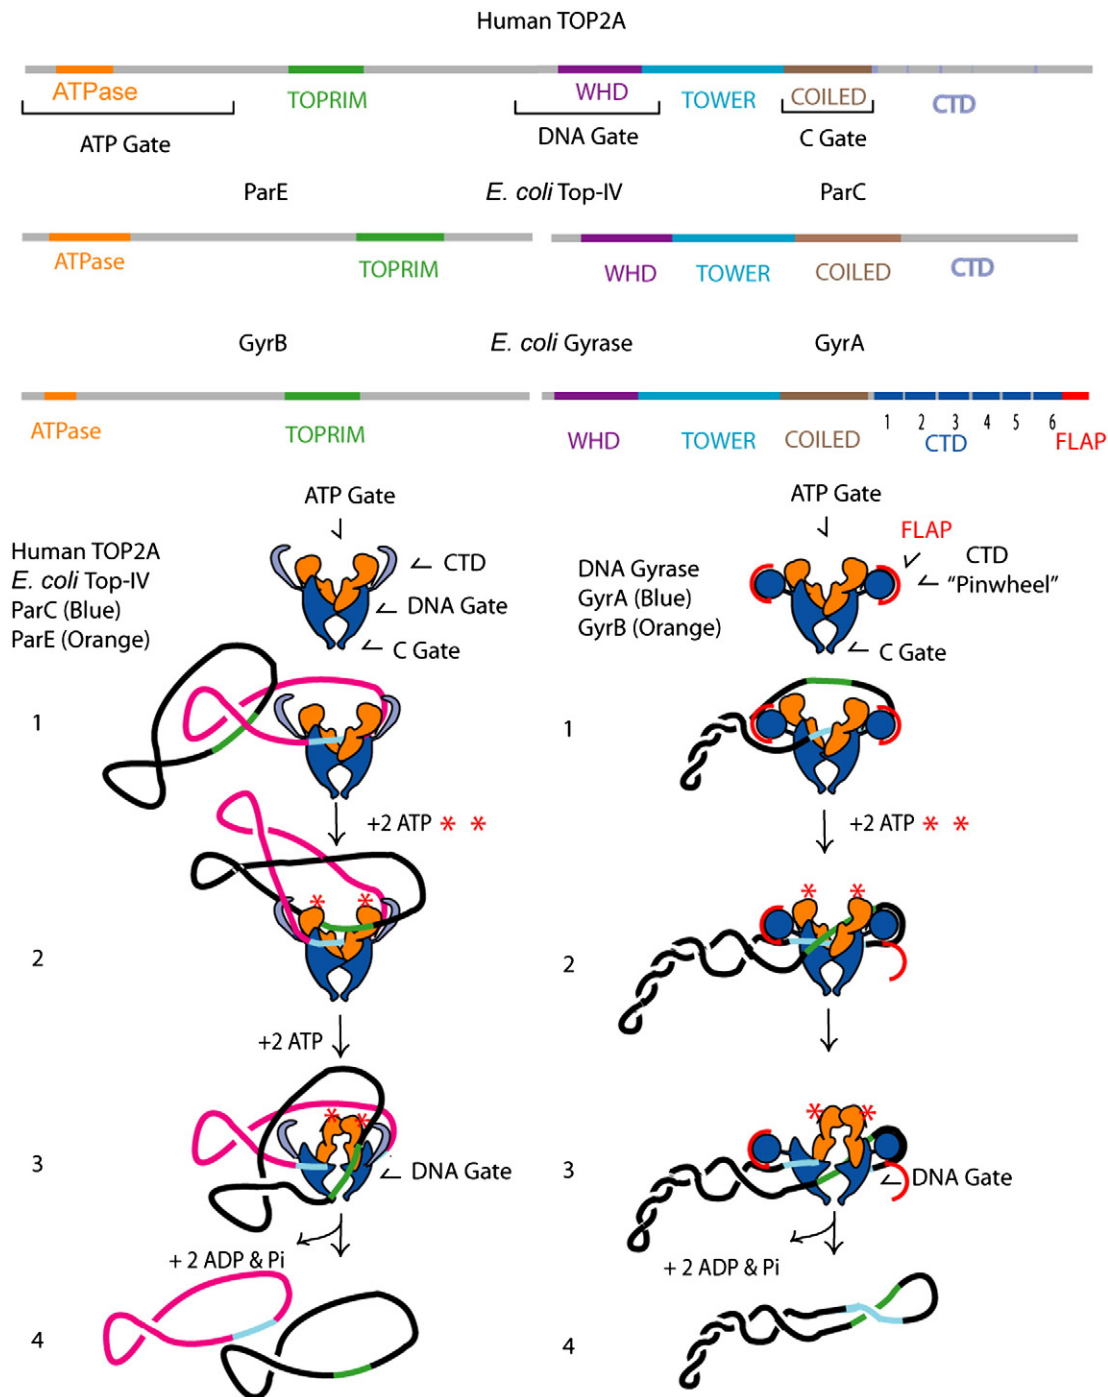 Human TOP2A
ATPase
TOPRIM
WHD
TOWER
COILED
CTD
ATP Gate
DNA Gate
C Gate
ParE
E. coli Top-IV
ParC
ATPase
TOPRIM
WHD
TOWER
COILED
CTD
GyrB
E. coli Gyrase
GyrA
ATPase
TOPRIM
WHD
TOWER
COILED
1 2 3 4 5 6
CTD
FLAP
ATP Gate
Human TOP2A
E. coli Top-IV
ParC (Blue)
ParE (Orange)
CTD
DNA Gate
C Gate
1
+2 ATP * *
* *
2
+2 ATP
* *
3
DNA Gate
+ 2 ADP & Pi
4
ATP Gate
FLAP
DNA Gyrase
GyrA (Blue)
GyrB (Orange)
CTD
“Pinwheel”
C Gate
1
+2 ATP * *
* *
2
* *
3
DNA Gate
+ 2 ADP & Pi
4